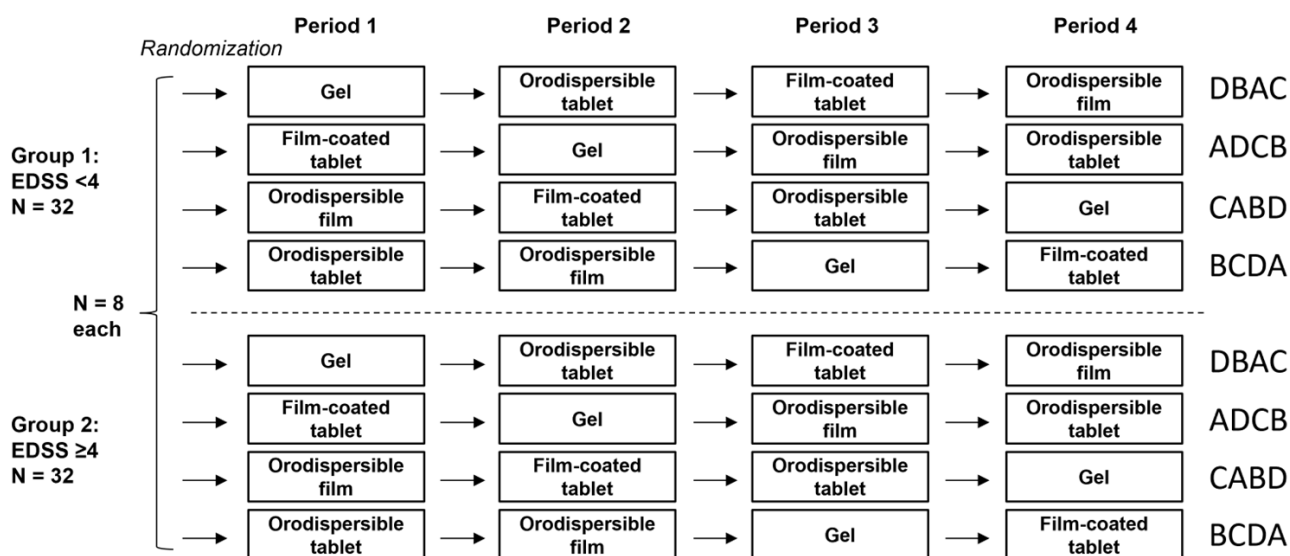 Period 1 Period 2 Period 3 Period 4
Randomization
Gel Orodispersible tablet Film-coated tablet Orodispersible film DBAC
Film-coated tablet Gel Orodispersible film Orodispersible tablet ADCB
Group 1:
EDSS <4
N = 32
Orodispersible film Film-coated tablet Orodispersible tablet Gel CABD
Orodispersible tablet Orodispersible film Gel Film-coated tablet BCDA
N = 8
each
Gel Orodispersible tablet Film-coated tablet Orodispersible film DBAC
Film-coated tablet Gel Orodispersible film Orodispersible tablet ADCB
Group 2:
EDSS ≥4
N = 32
Orodispersible film Film-coated tablet Orodispersible tablet Gel CABD
Orodispersible tablet Orodispersible film Gel Film-coated tablet BCDA